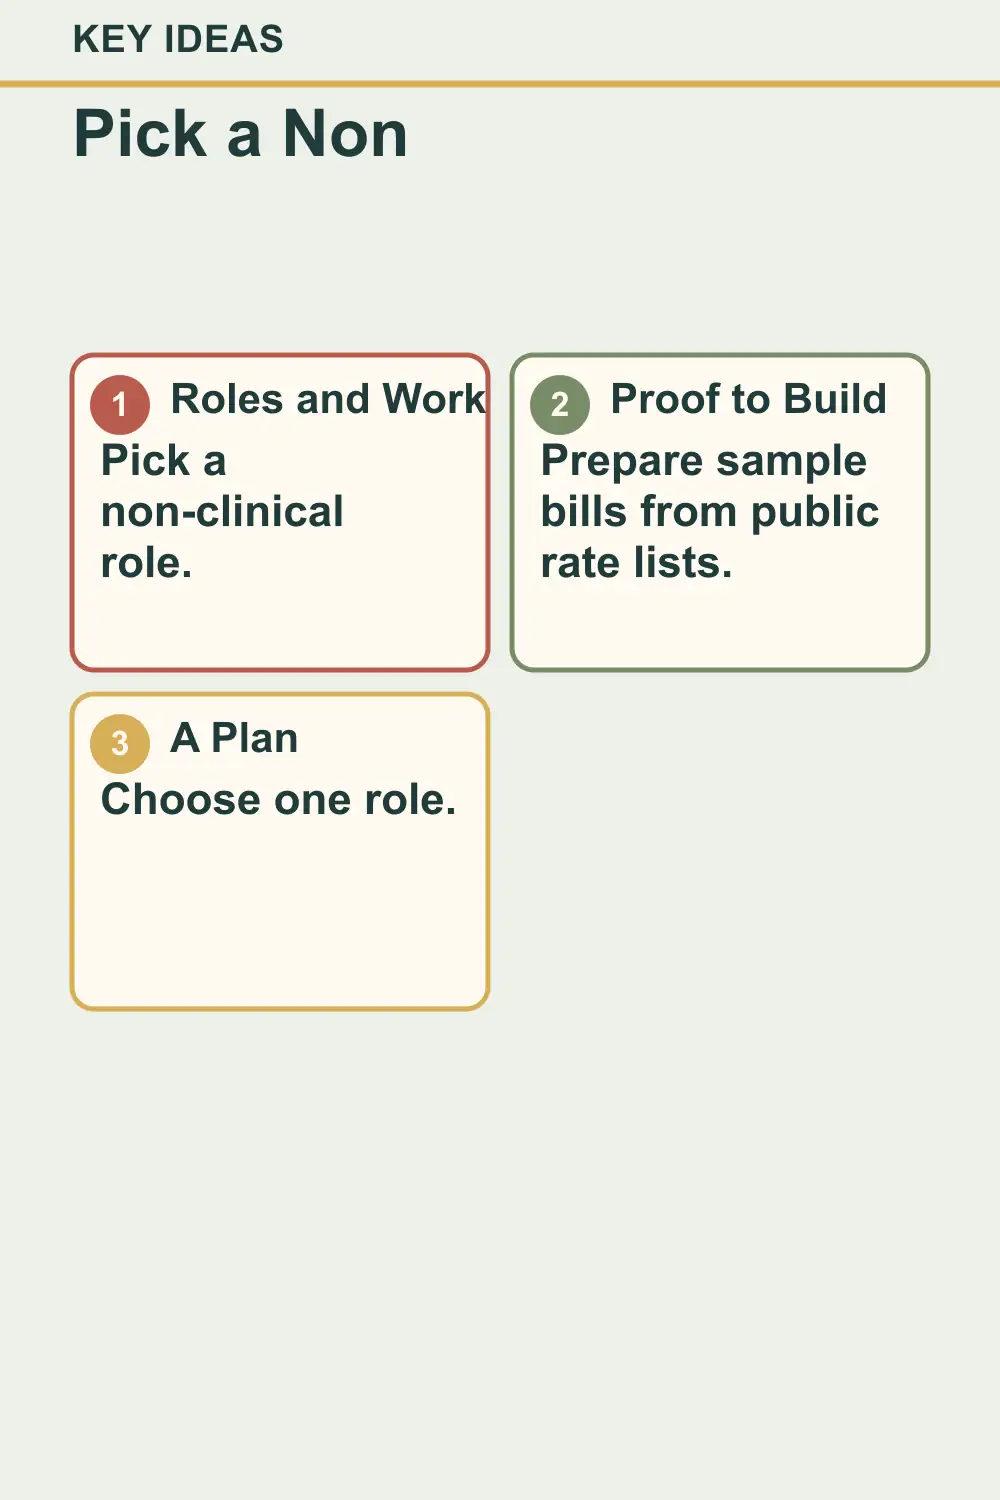 KEY IDEAS
Pick a Non
1
Roles and Work
Pick a
non-clinical
role.
2
Proof to Build
Prepare sample
bills from public
rate lists.
3
A Plan
Choose one role.